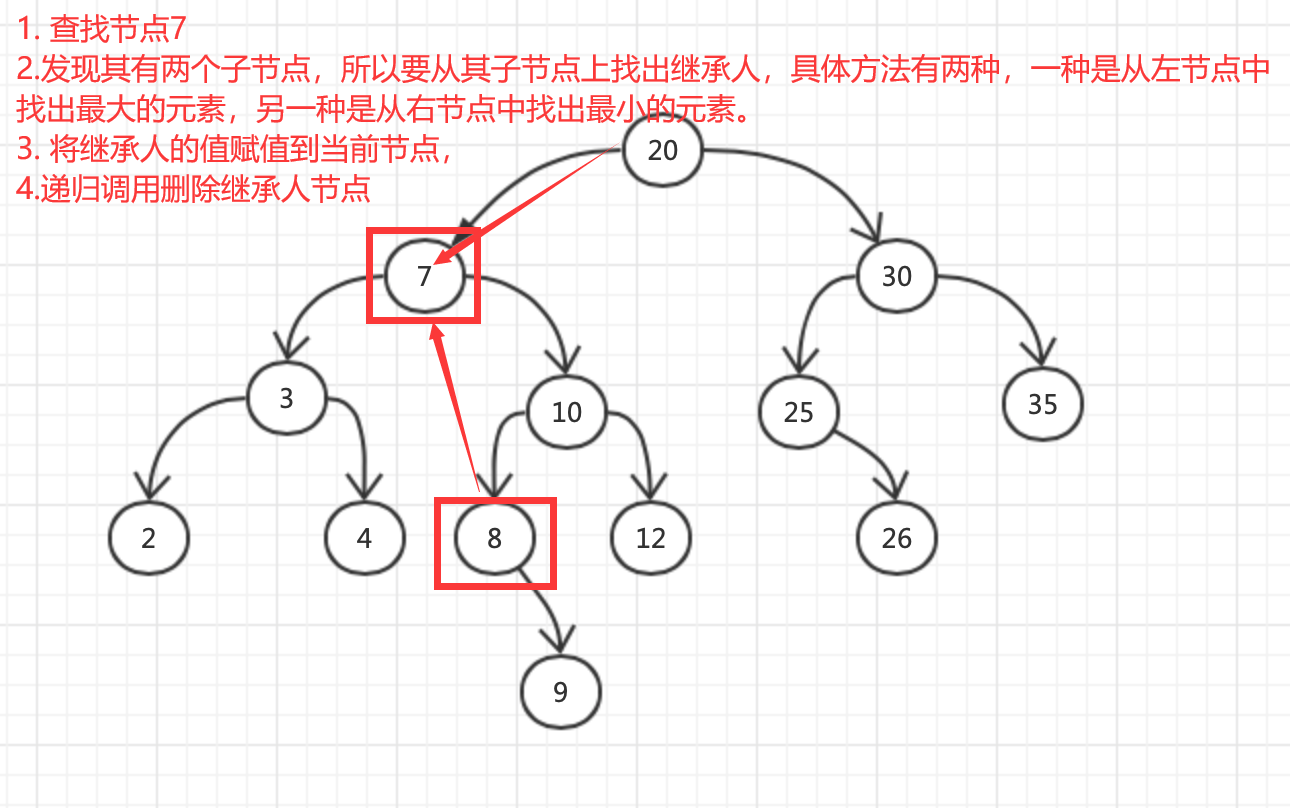 1. 查找节点7
2.发现其有两个子节点，所以要从其子节点上找出继承人，具体方法有两种，一种是从左节点中
找出最大的元素，另一种是从右节点中找出最小的元素。
3. 将继承人的值赋值到当前节点，
4.递归调用删除继承人节点
20
7
30
3
10
25
35
2
4
8
12
26
9